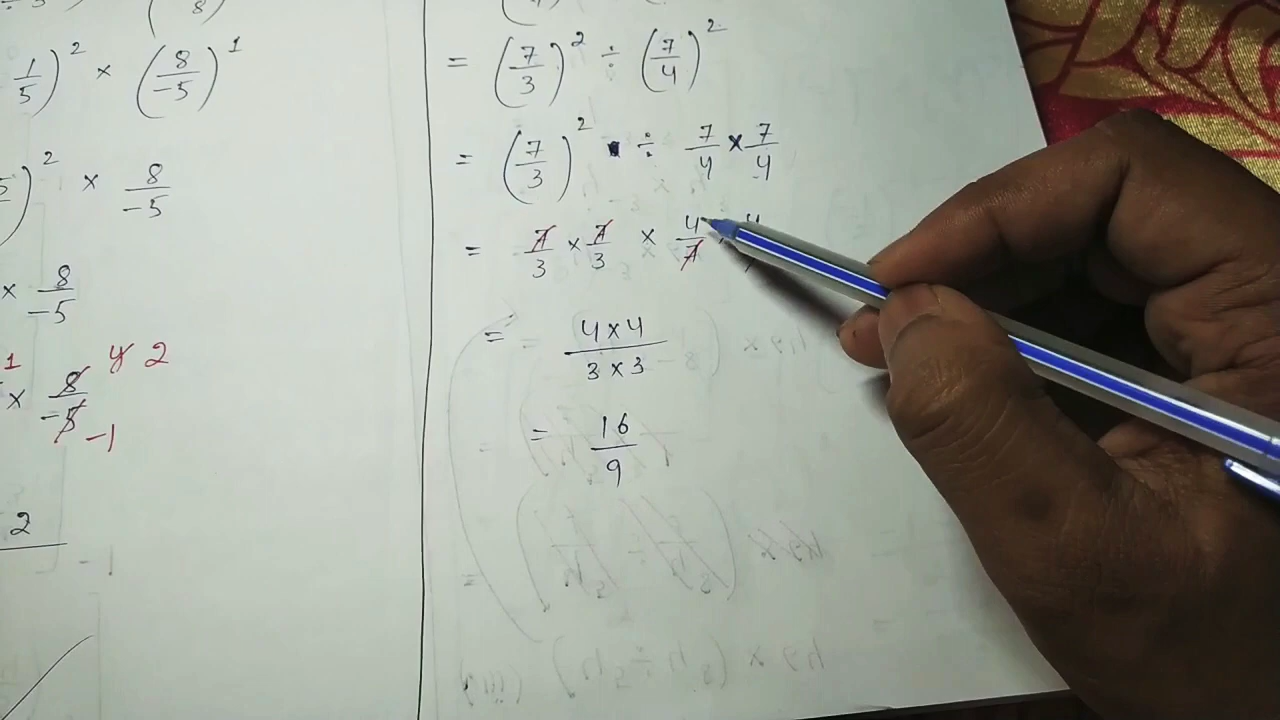 1/5)² × (8/-5)¹
)² × 8/-5
× 8/-5
1 × 8/-5 4 2 -1
2
= (7/3)² ÷ (7/4)²
= (7/3)² ÷ 7/4 × 7/4
= 7/3 × 7/3 × 4/7
= 4×4/3×3
= 16/9